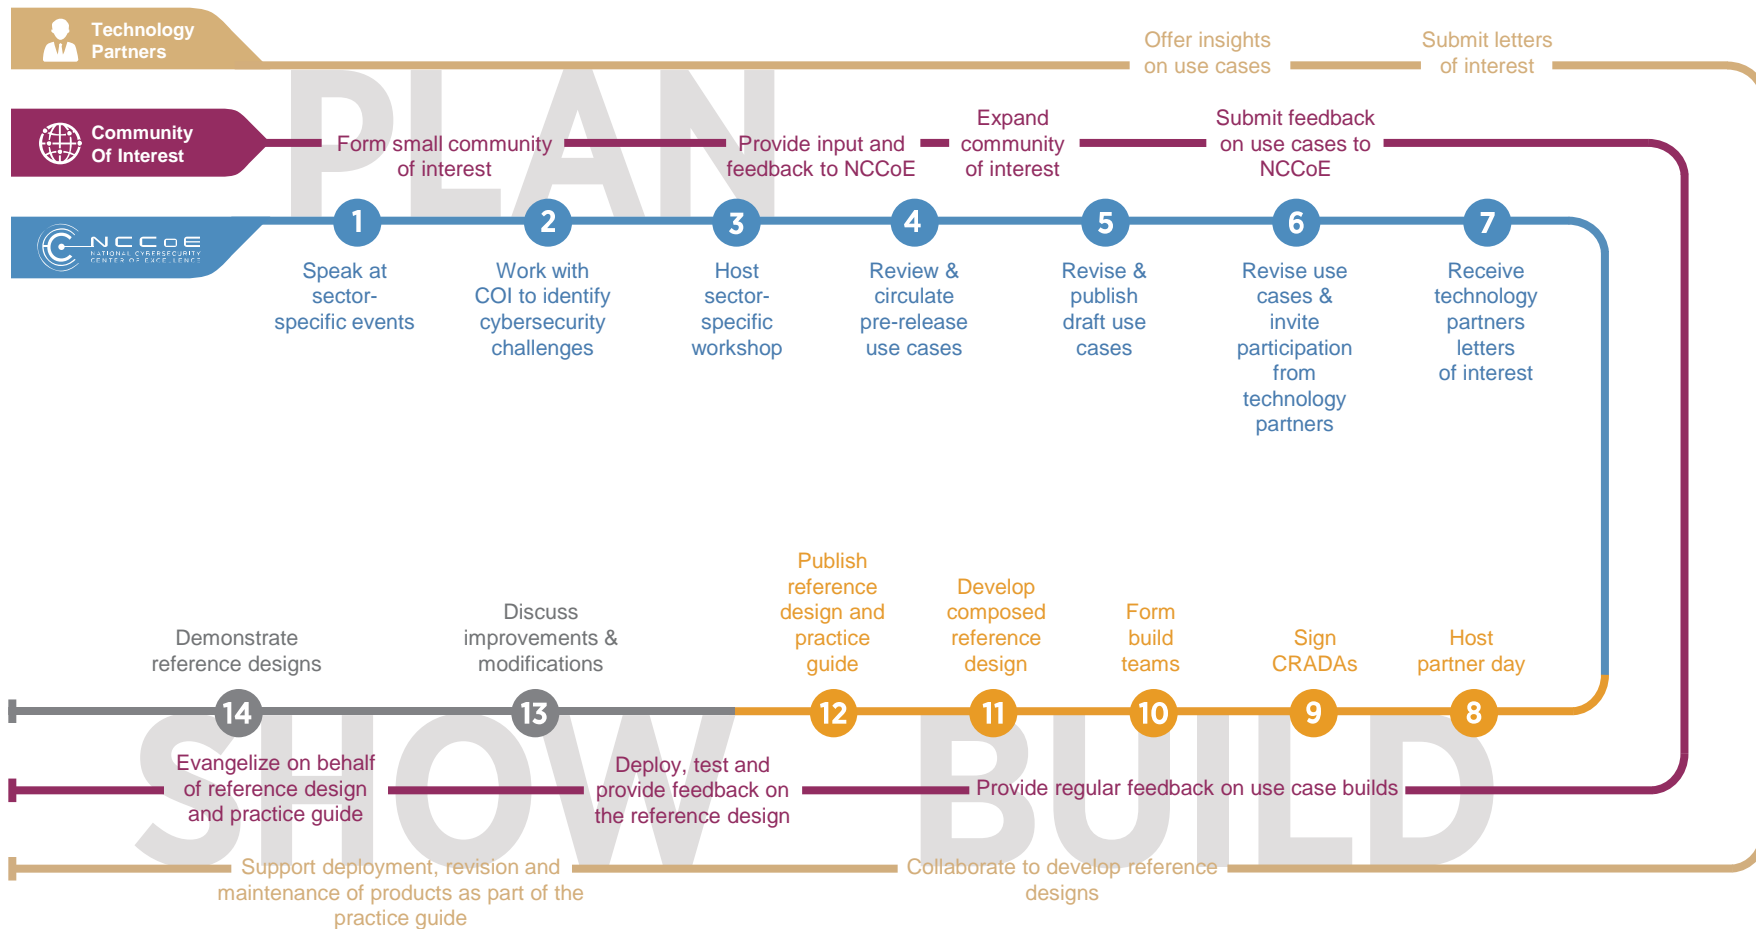 Technology
Partners
Offer insights
on use cases
Submit letters
of interest
PLAN
Community
Of Interest
Form small community
of interest
Provide input and
feedback to NCCoE
Expand
community
of interest
Submit feedback
on use cases to
NCCoE
NCCoE
NATIONAL CYBERSECURITY
CENTER OF EXCELLENCE
1
Speak at
sector-
specific events
2
Work with
COI to identify
cybersecurity
challenges
3
Host
sector-
specific
workshop
4
Review &
circulate
pre-release
use cases
5
Revise &
publish
draft use
cases
6
Revise use
cases &
invite
participation
from
technology
partners
7
Receive
technology
partners
letters
of interest
Demonstrate
reference designs
14
Discuss
improvements &
modifications
13
Publish
reference
design and
practice
guide
12
Develop
composed
reference
design
11
Form
build
teams
10
Sign
CRADAs
9
Host
partner day
8
SHOW
BUILD
Evangelize on behalf
of reference design
and practice guide
Deploy, test and
provide feedback on
the reference design
Provide regular feedback on use case builds
Support deployment, revision and
maintenance of products as part of the
practice guide
Collaborate to develop reference
designs